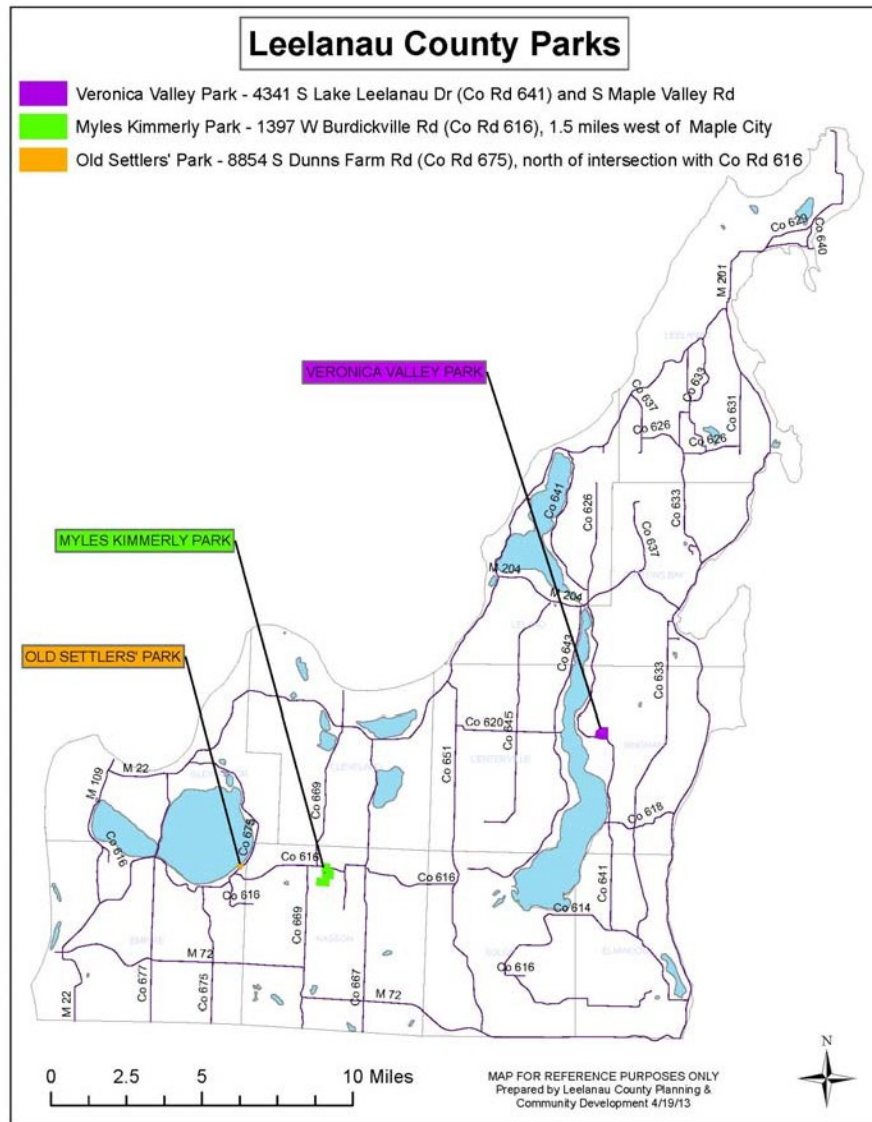 Leelanau County Parks
Veronica Valley Park - 4341 S Lake Leelanau Dr (Co Rd 641) and S Maple Valley Rd
Myles Kimmerly Park - 1397 W Burdickville Rd (Co Rd 616), 1.5 miles west of Maple City
Old Settlers' Park - 8854 S Dunns Farm Rd (Co Rd 675), north of intersection with Co Rd 616
Co 629
Co 640
M 201
VERONICA VALLEY PARK
Co 633
Co 637
Co 631
Co 626
Co 626
Co 641
Co 626
Co 633
MYLES KIMMERLY PARK
Co 637
M 204
M 204
Co 643
OLD SETTLERS' PARK
Co 633
Co 620
Co 645
CENTERVILLE
Co 651
M 22
M 109
CLEVELAND
Co 669
Co 675
Co 618
Co 616
Co 616
Co 616
Co 616
Co 641
Co 614
Co 669
EMPIRE
KASSON
M 72
Co 616
M 22
Co 677
Co 675
Co 667
M 72
0 2.5 5 10 Miles
MAP FOR REFERENCE PURPOSES ONLY
Prepared by Leelanau County Planning &
Community Development 4/19/13
N